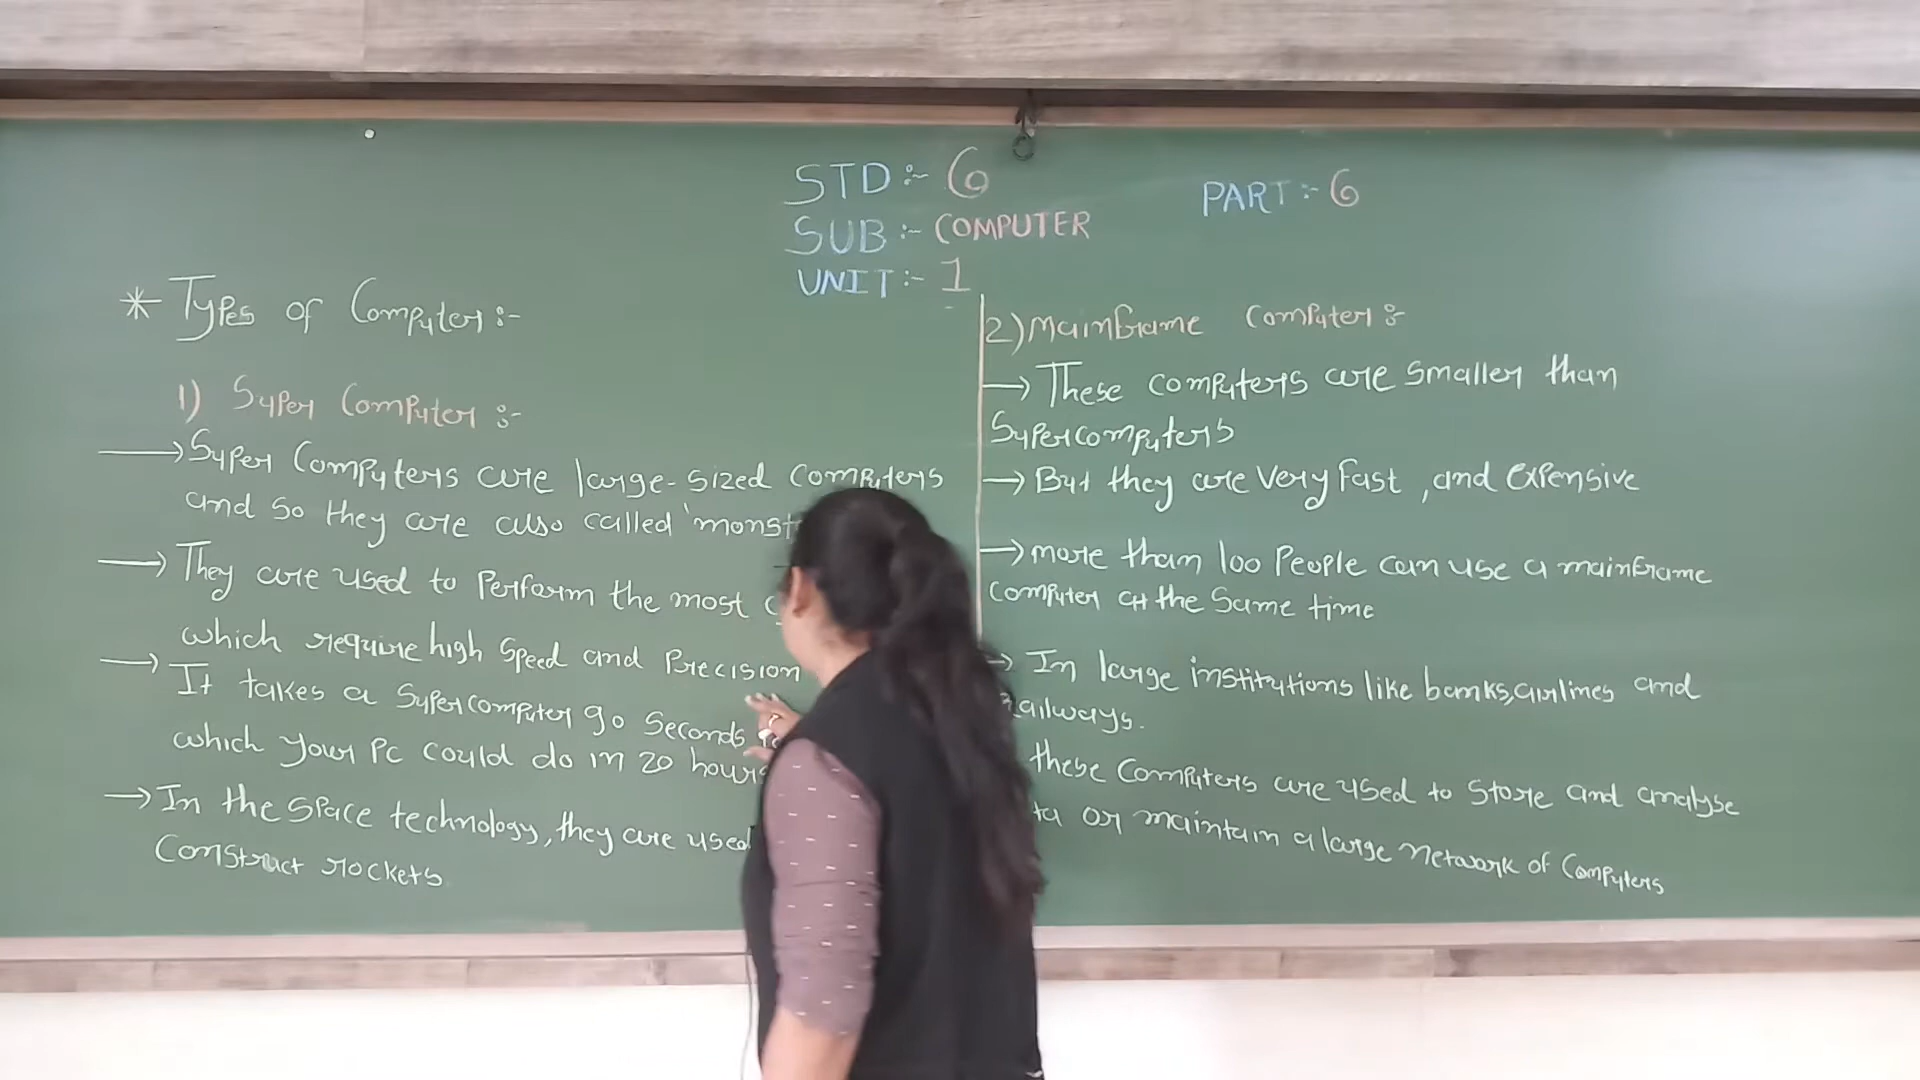 STD :- 6
SUB :- COMPUTER
UNIT :- 1
PART :- 6
* Types of Computer :-
1) Super Computer :-
→ Super Computers are large-sized Computers
and so they are also called 'monst
→ They are used to Perform the most
which require high Speed and Precision
→ It takes a Supercomputer 90 Seconds
which your Pc could do in 20 hours
→ In the Space technology, they are used
Construct rockets
2) Mainframe Computer :-
→ These computers are smaller than
Supercomputers
→ But they are Very Fast , and Expensive
→ more than 100 People can use a mainframe
Computer at the Same time
→ In large institutions like banks, airlines and
Railways.
these Computers are used to Store and analyse
ta or maintain a large Network of Computers